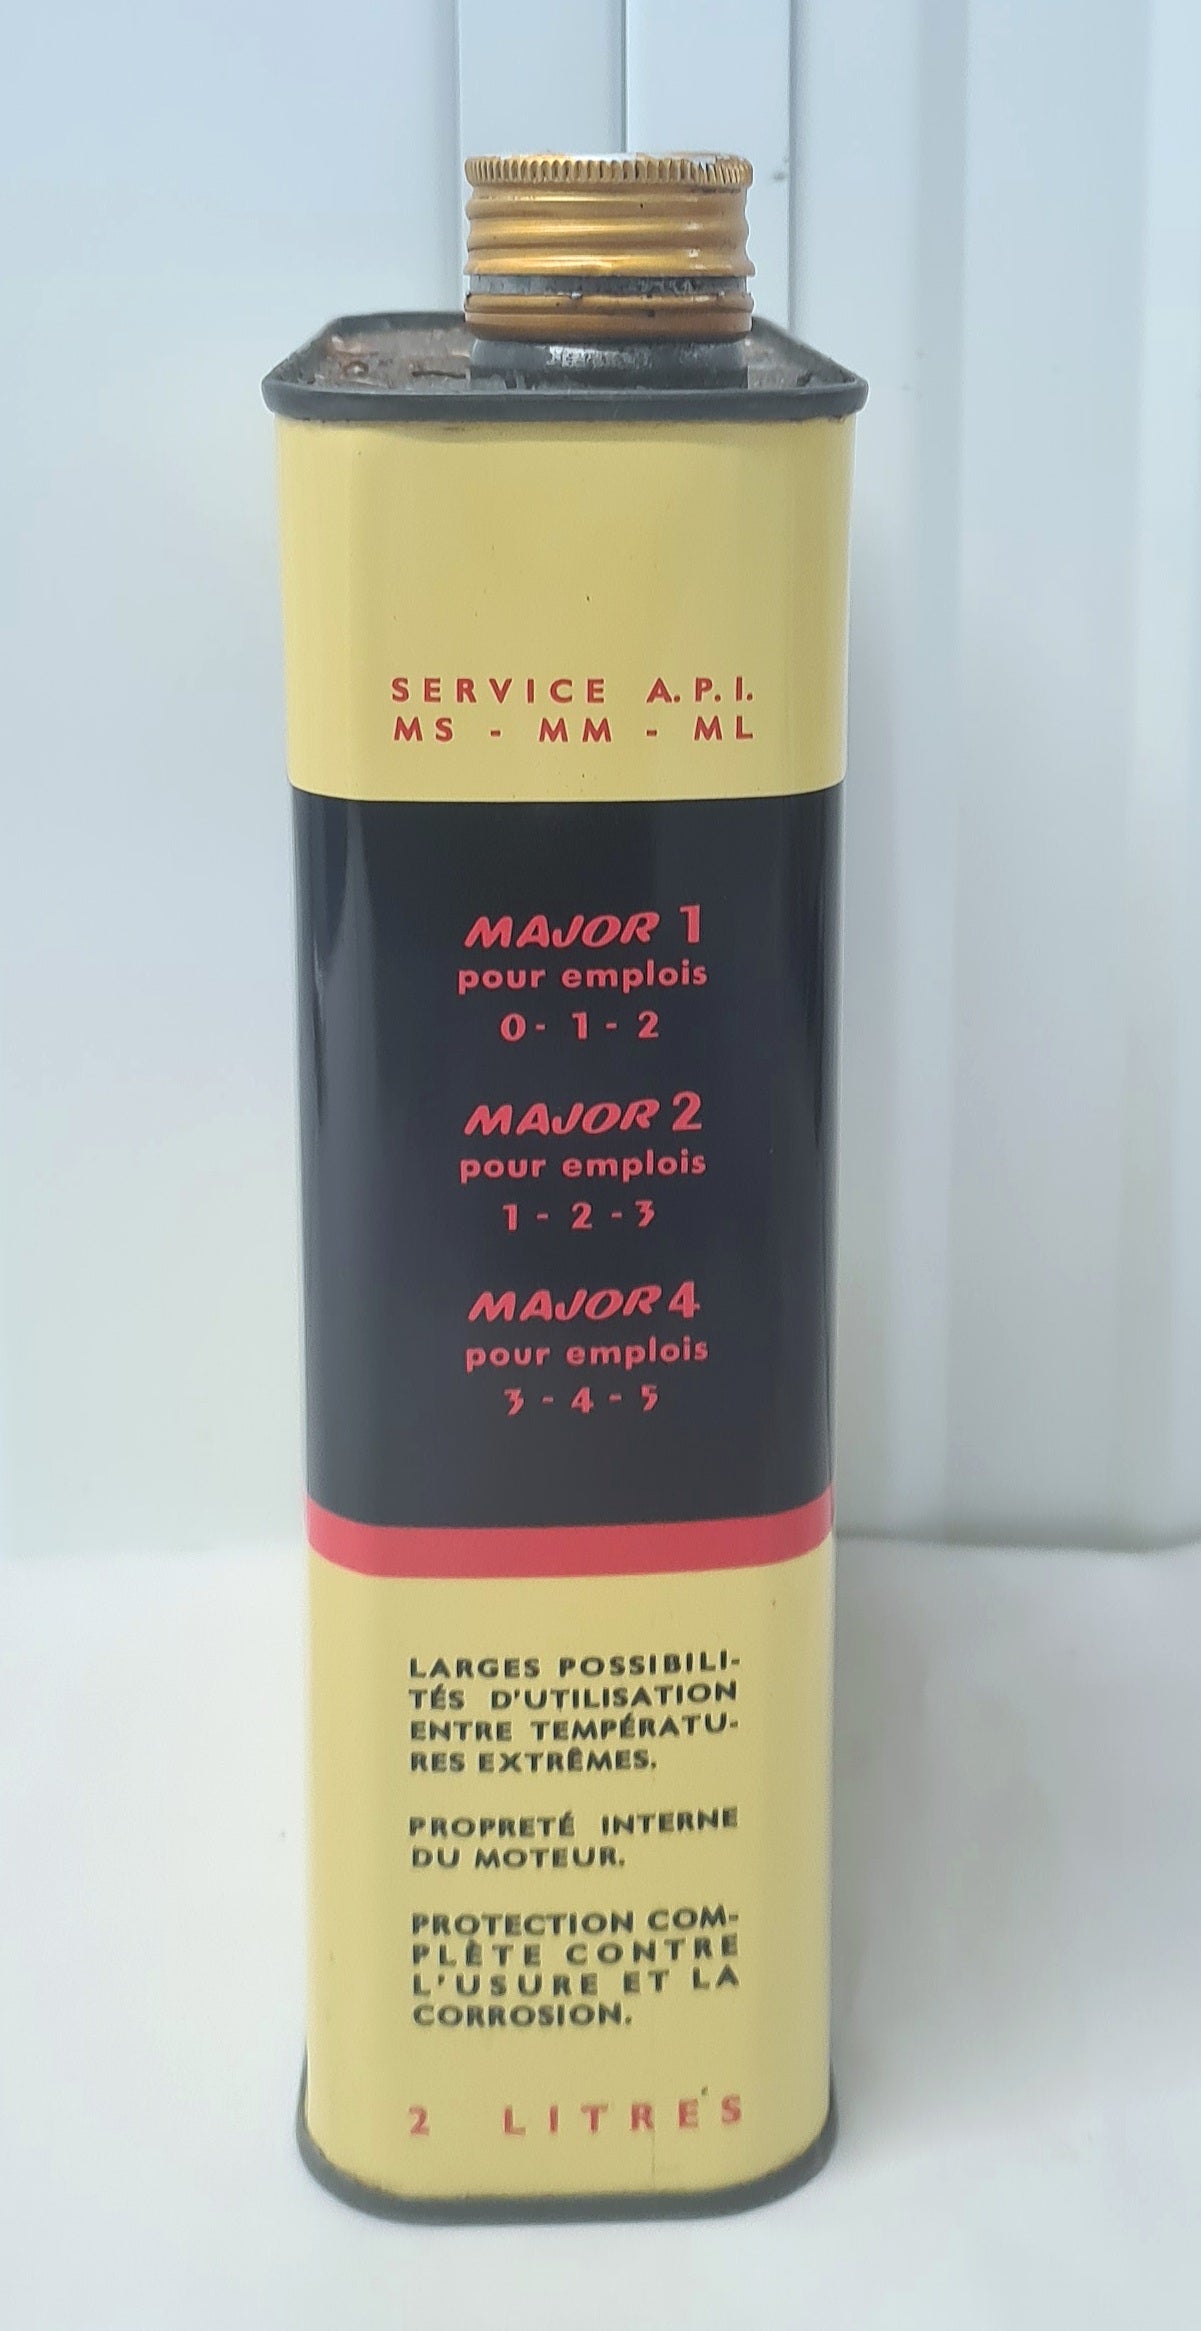 SERVICE A.P.I.
MS - MM - ML
MAJOR 1
pour emplois
0 - 1 - 2
MAJOR 2
pour emplois
1 - 2 - 3
MAJOR 4
pour emplois
3 - 4 - 5
LARGES POSSIBILI-
TÉS D'UTILISATION
ENTRE TEMPÉRATU-
RES EXTRÊMES.
PROPRETÉ INTERNE
DU MOTEUR.
PROTECTION COM-
PLÈTE CONTRE
L'USURE ET LA
CORROSION.
2 LITRES